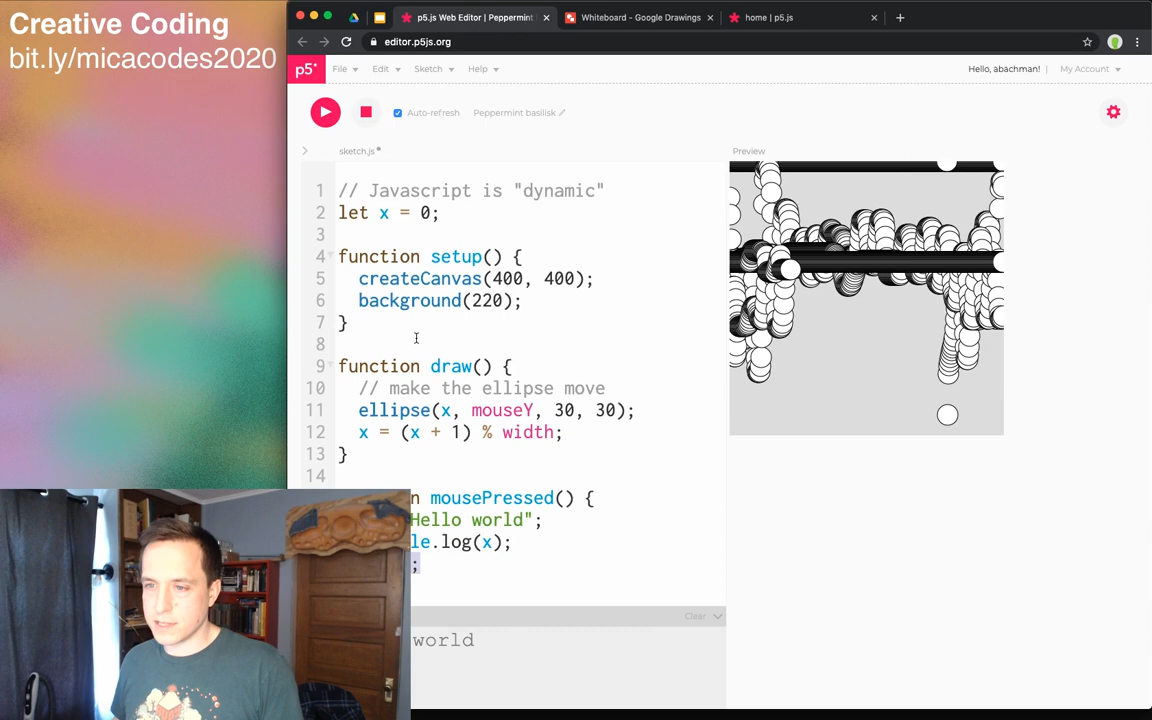 Creative Coding
bit.ly/micacodes2020
p5.js Web Editor | Peppermint
Whiteboard - Google Drawings
home | p5.js
editor.p5js.org
p5* File Edit Sketch Help Hello, abachman! | My Account
Auto-refresh Peppermint basilisk
sketch.js
Preview
1 // Javascript is "dynamic"
2 let x = 0;
3
4 function setup() {
5 createCanvas(400, 400);
6 background(220);
7 }
8
9 function draw() {
10 // make the ellipse move
11 ellipse(x, mouseY, 30, 30);
12 x = (x + 1) % width;
13 }
14
n mousePressed() {
Hello world";
le.log(x);
;
Clear
world